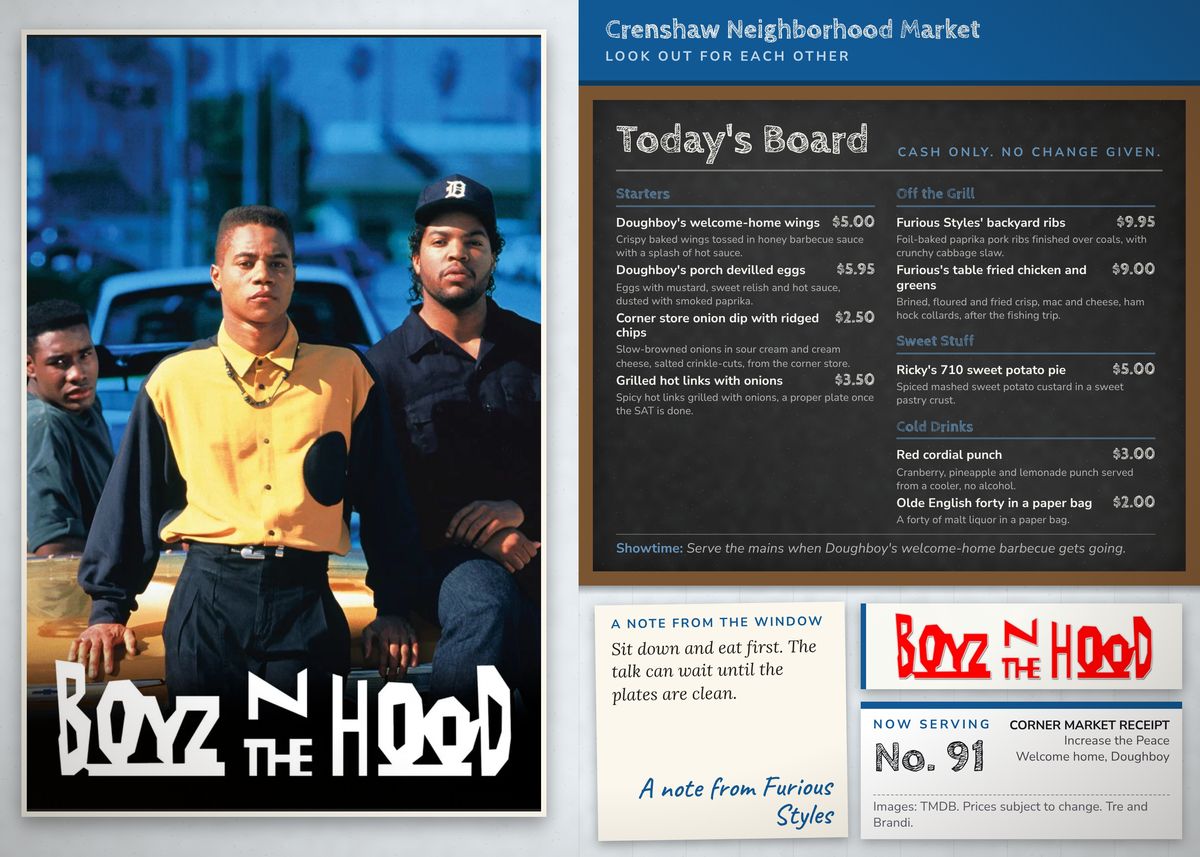 D
BOYZ N THE HOOD
Crenshaw Neighborhood Market
LOOK OUT FOR EACH OTHER
Today's Board
CASH ONLY. NO CHANGE GIVEN.
Starters
Doughboy's welcome-home wings $5.00
Crispy baked wings tossed in honey barbecue sauce
with a splash of hot sauce.
Doughboy's porch devilled eggs $5.95
Eggs with mustard, sweet relish and hot sauce,
dusted with smoked paprika.
Corner store onion dip with ridged $2.50
chips
Slow-browned onions in sour cream and cream
cheese, salted crinkle-cuts, from the corner store.
Grilled hot links with onions $3.50
Spicy hot links grilled with onions, a proper plate once
the SAT is done.
Off the Grill
Furious Styles' backyard ribs $9.95
Foil-baked paprika pork ribs finished over coals, with
crunchy cabbage slaw.
Furious's table fried chicken and $9.00
greens
Brined, floured and fried crisp, mac and cheese, ham
hock collards, after the fishing trip.
Sweet Stuff
Ricky's 710 sweet potato pie $5.00
Spiced mashed sweet potato custard in a sweet
pastry crust.
Cold Drinks
Red cordial punch $3.00
Cranberry, pineapple and lemonade punch served
from a cooler, no alcohol.
Olde English forty in a paper bag $2.00
A forty of malt liquor in a paper bag.
Showtime: Serve the mains when Doughboy's welcome-home barbecue gets going.
A NOTE FROM THE WINDOW
Sit down and eat first. The
talk can wait until the
plates are clean.
A note from Furious
Styles
BOYZ N THE HOOD
NOW SERVING
No. 91
CORNER MARKET RECEIPT
Increase the Peace
Welcome home, Doughboy
Images: TMDB. Prices subject to change. Tre and
Brandi.